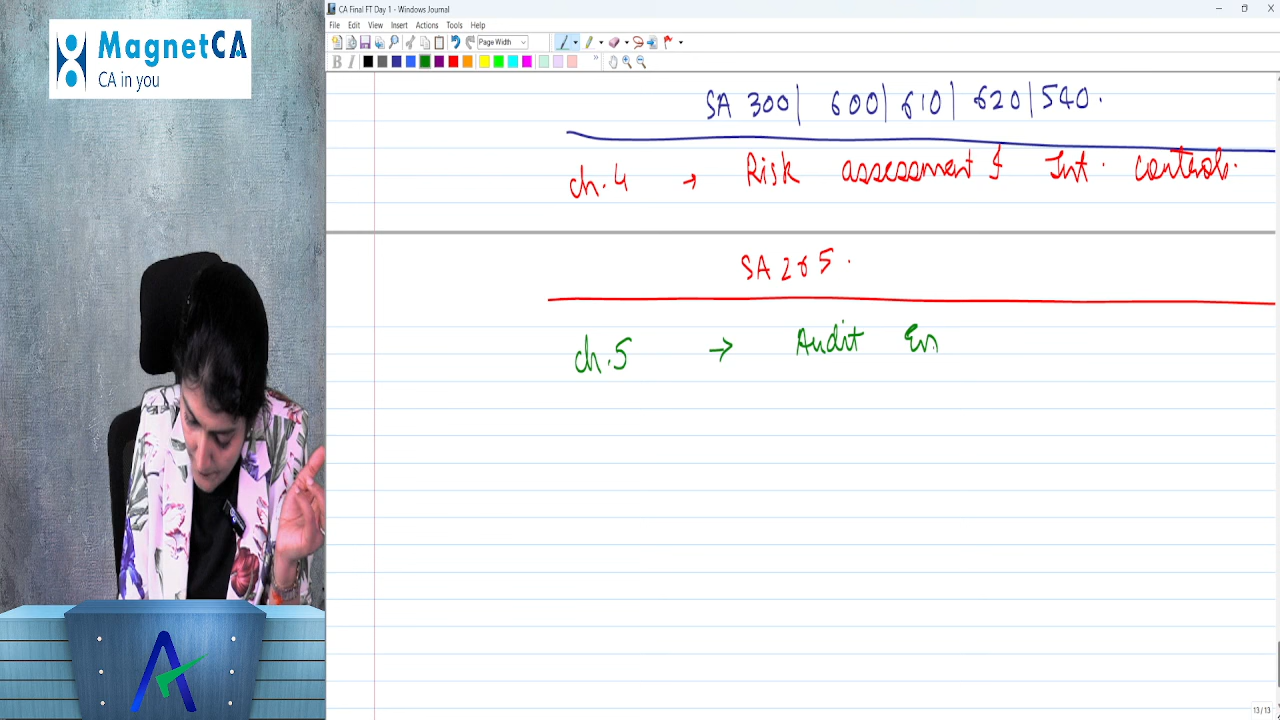 MagnetCA
CA in you
CA Final FT Day 1 - Windows Journal
File Edit View Insert Actions Tools Help
Page Width
B I
SA 300 | 600 | 610 | 620 | 540.
ch.4 → Risk assessment & Int. controls.
SA 265.
ch.5 → Audit Evi
13/13